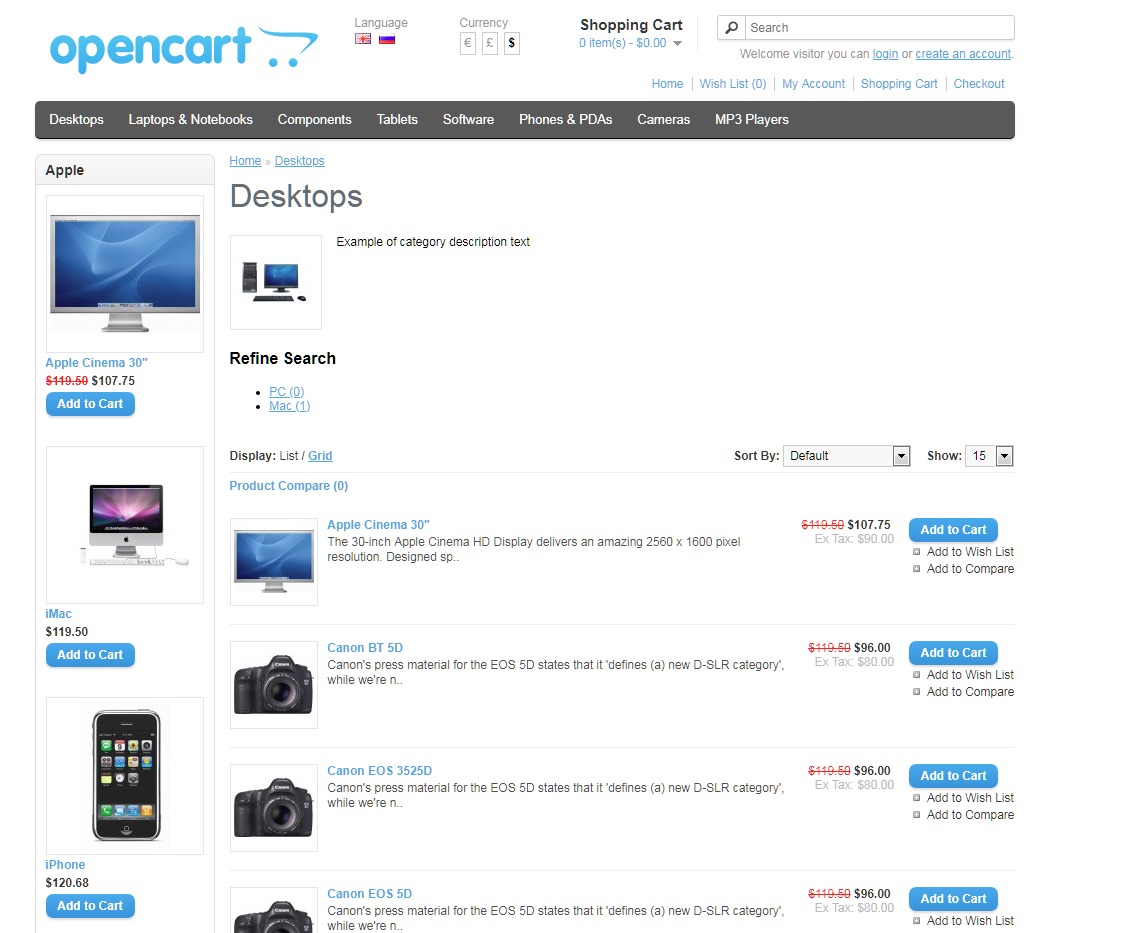 opencart
Language
Currency
€ £ $
Shopping Cart
0 item(s) - $0.00
Search
Welcome visitor you can login or create an account.
Home
Wish List (0)
My Account
Shopping Cart
Checkout
Desktops
Laptops & Notebooks
Components
Tablets
Software
Phones & PDAs
Cameras
MP3 Players
Apple
Apple Cinema 30"
$119.50 $107.75
Add to Cart
iMac
$119.50
Add to Cart
iPhone
$120.68
Add to Cart
Home » Desktops
Desktops
Example of category description text
Refine Search
PC (0)
Mac (1)
Display: List / Grid
Sort By: Default
Show: 15
Product Compare (0)
Apple Cinema 30"
The 30-inch Apple Cinema HD Display delivers an amazing 2560 x 1600 pixel
resolution. Designed sp..
$119.50 $107.75
Ex Tax: $90.00
Add to Cart
Add to Wish List
Add to Compare
Canon BT 5D
Canon's press material for the EOS 5D states that it 'defines (a) new D-SLR category',
while we're n..
$119.50 $96.00
Ex Tax: $80.00
Add to Cart
Add to Wish List
Add to Compare
Canon EOS 3525D
Canon's press material for the EOS 5D states that it 'defines (a) new D-SLR category',
while we're n..
$119.50 $96.00
Ex Tax: $80.00
Add to Cart
Add to Wish List
Add to Compare
Canon EOS 5D
Canon's press material for the EOS 5D states that it 'defines (a) new D-SLR category',
while we're n..
$119.50 $96.00
Ex Tax: $80.00
Add to Cart
Add to Wish List